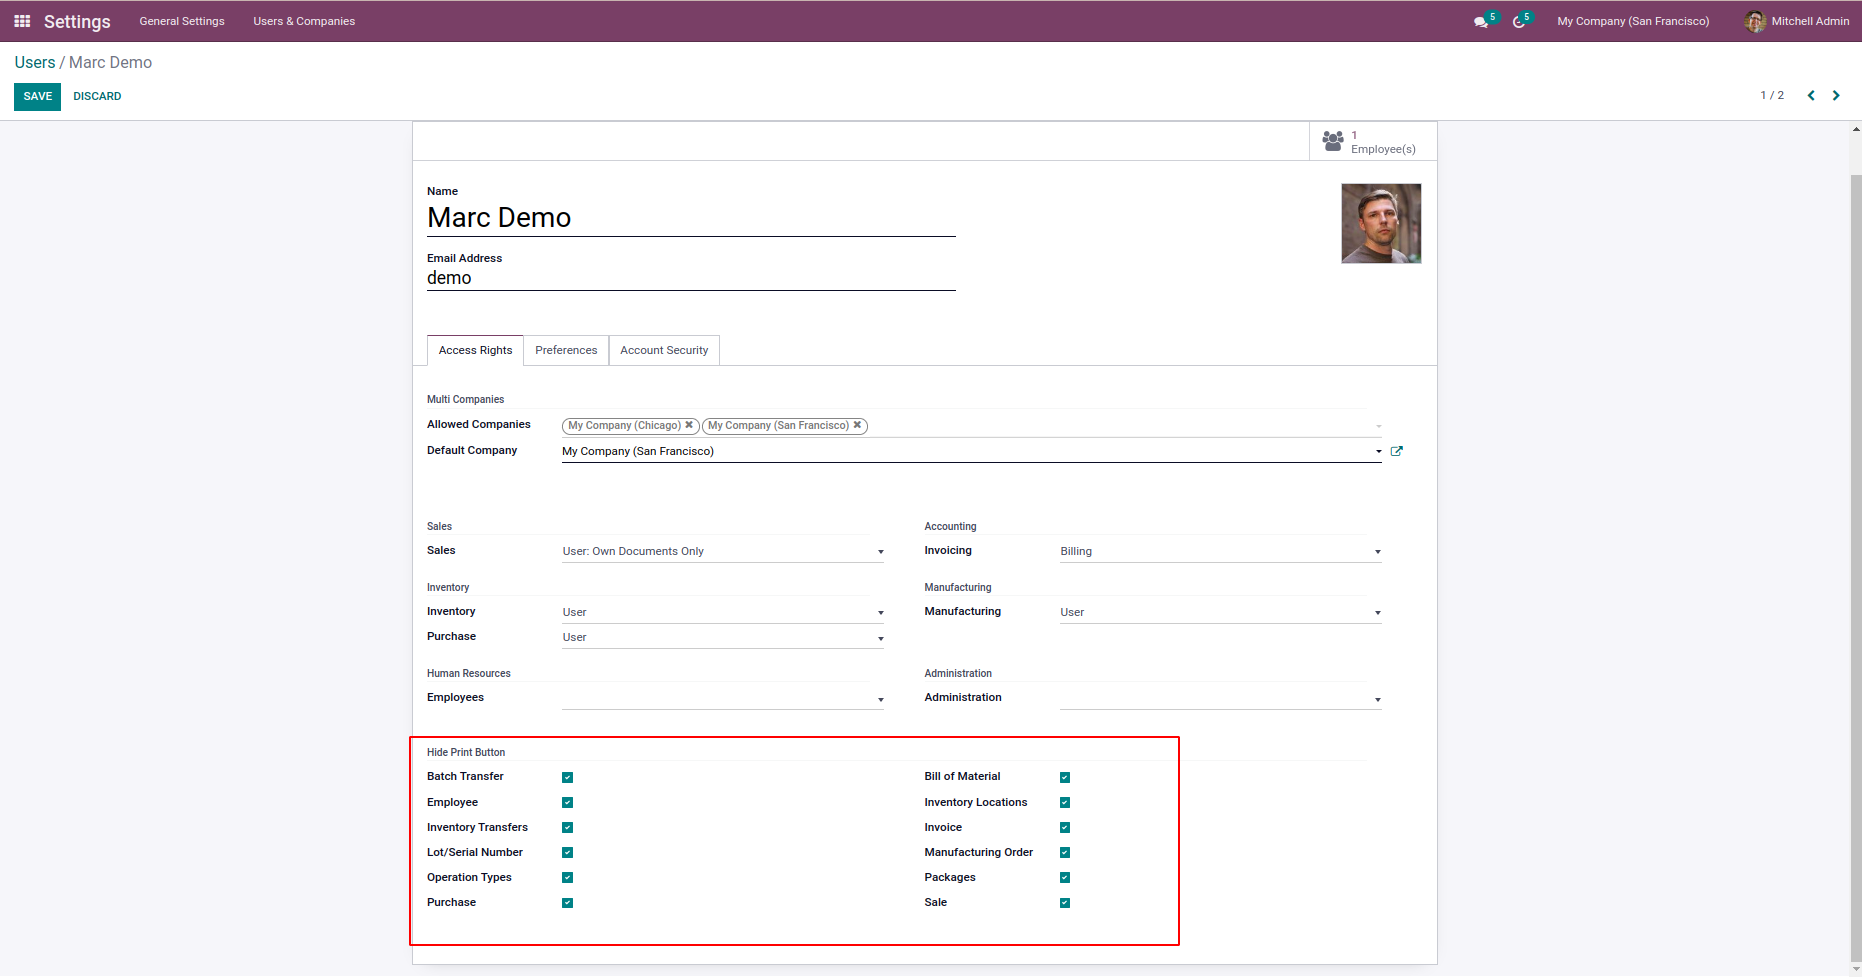 Settings General Settings Users & Companies 5 5 My Company (San Francisco) Mitchell Admin
Users / Marc Demo
SAVE DISCARD 1 / 2
1
Employee(s)
Name
Marc Demo
Email Address
demo
Access Rights Preferences Account Security
Multi Companies
Allowed Companies My Company (Chicago) ✖ My Company (San Francisco) ✖
Default Company My Company (San Francisco)
Sales Accounting
Sales User: Own Documents Only Invoicing Billing
Inventory Manufacturing
Inventory User Manufacturing User
Purchase User
Human Resources Administration
Employees Administration
Hide Print Button
Batch Transfer Bill of Material
Employee Inventory Locations
Inventory Transfers Invoice
Lot/Serial Number Manufacturing Order
Operation Types Packages
Purchase Sale